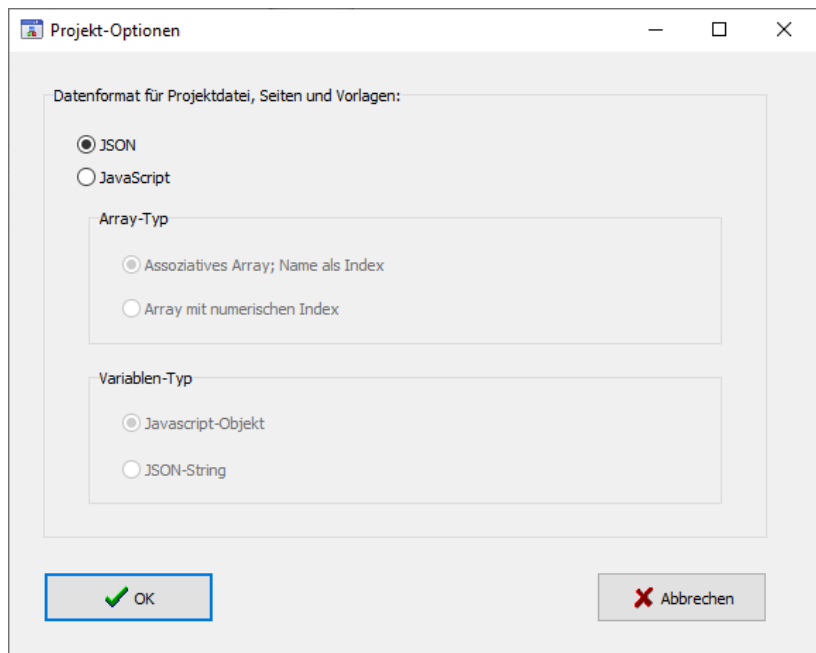 Projekt-Optionen
Datenformat für Projektdatei, Seiten und Vorlagen:
JSON
JavaScript
Array-Typ
Assoziatives Array; Name als Index
Array mit numerischen Index
Variablen-Typ
Javascript-Objekt
JSON-String
OK
Abbrechen